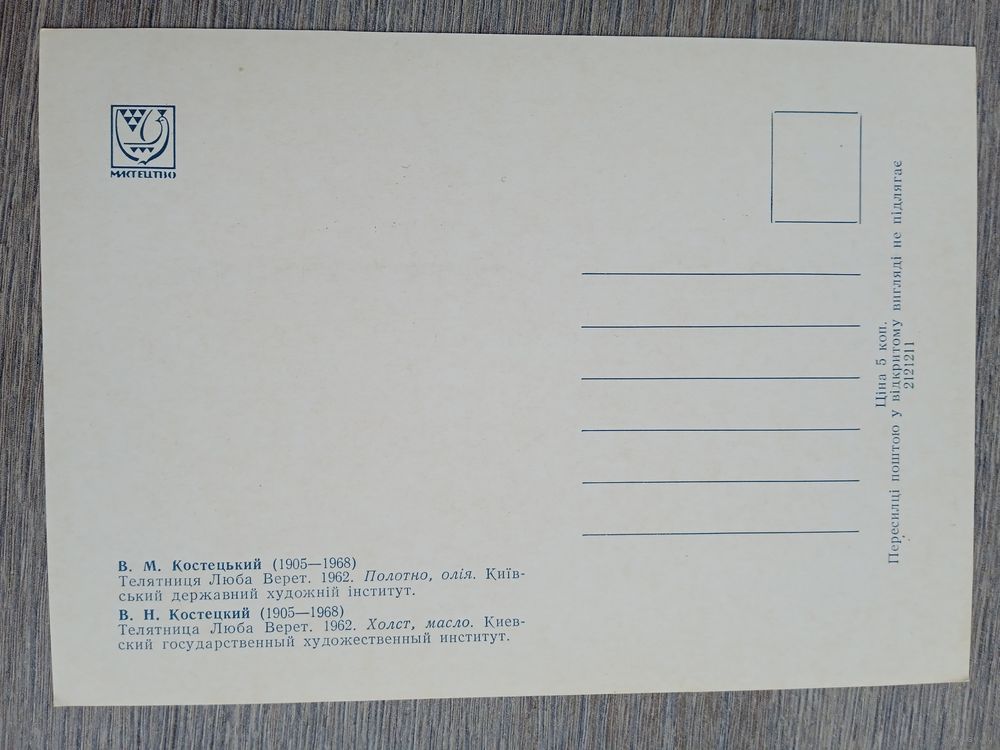 МИСТЕЦТВО
В. М. Костецький (1905—1968)
Телятниця Люба Верет. 1962. Полотно, олія. Київ-
ський державний художній інститут.
В. Н. Костецкий (1905—1968)
Телятница Люба Верет. 1962. Холст, масло. Киев-
ский государственный художественный институт.
Ціна 5 коп.
Пересилці поштою у відкритому вигляді не підлягає
2121211